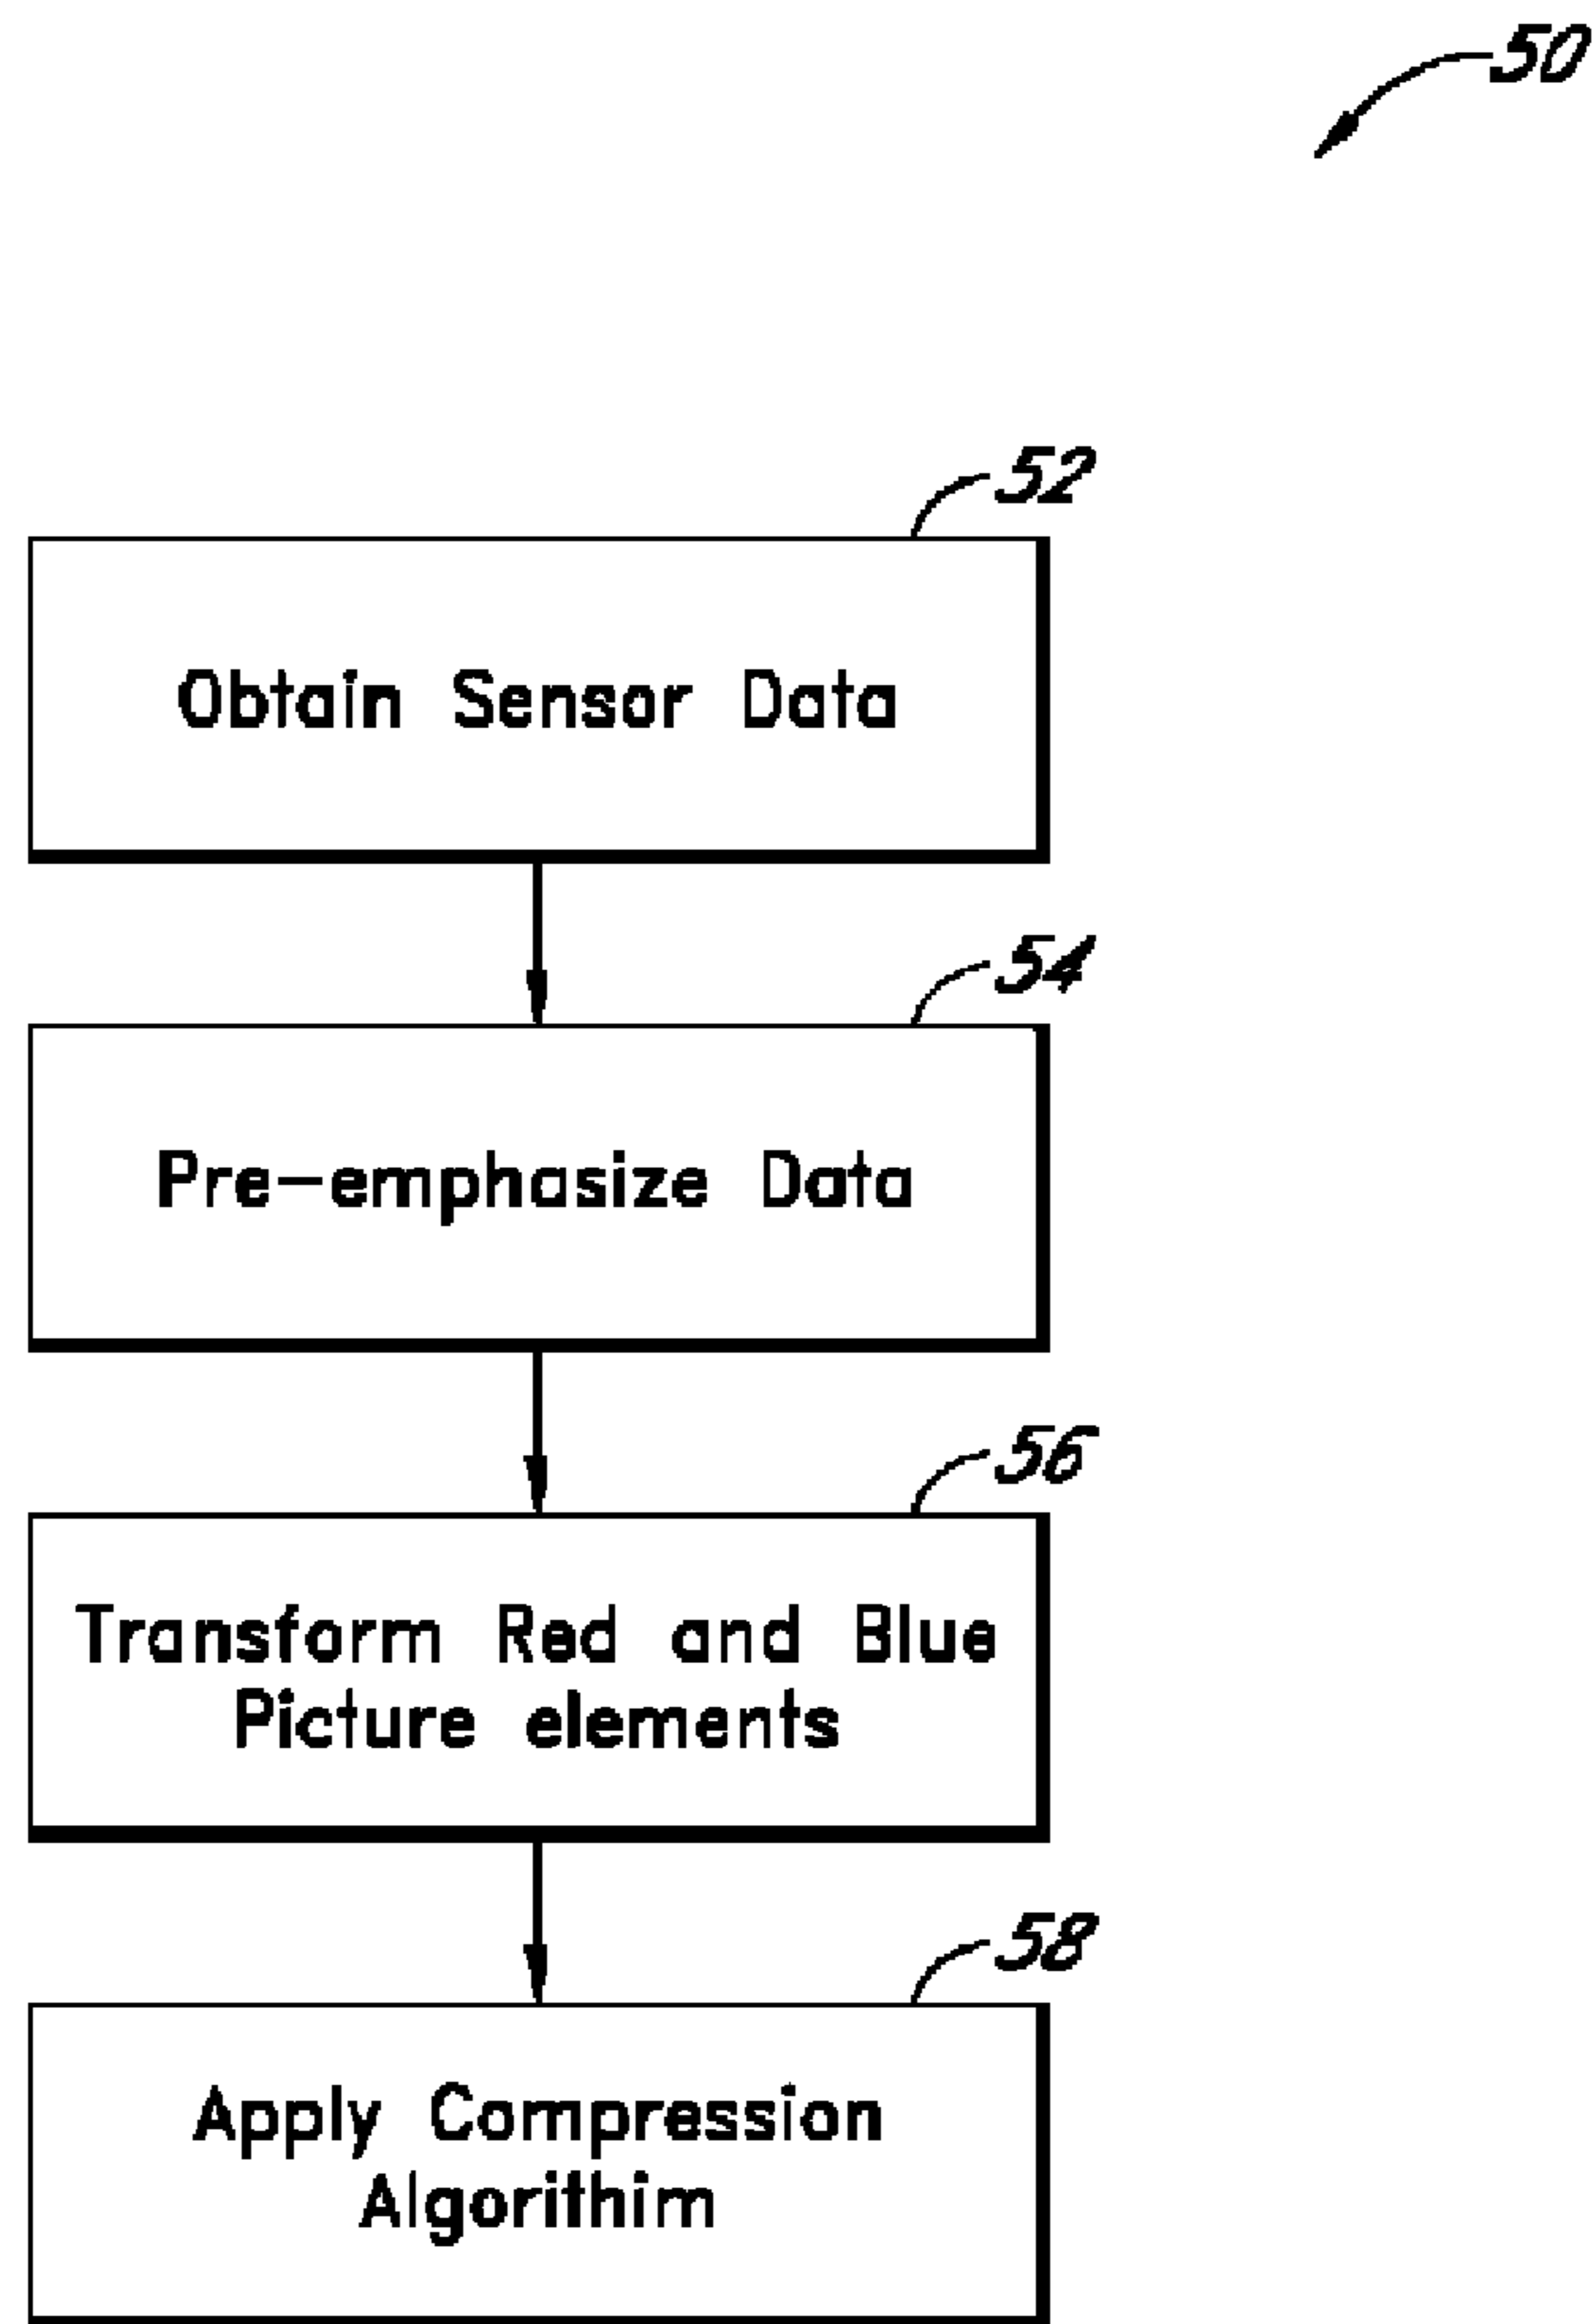 50
52
Obtain Sensar Data
54
Pre-emphasize Data
56
Transform Red and Blue
Picture elements
58
Apply Compression
Algorithim